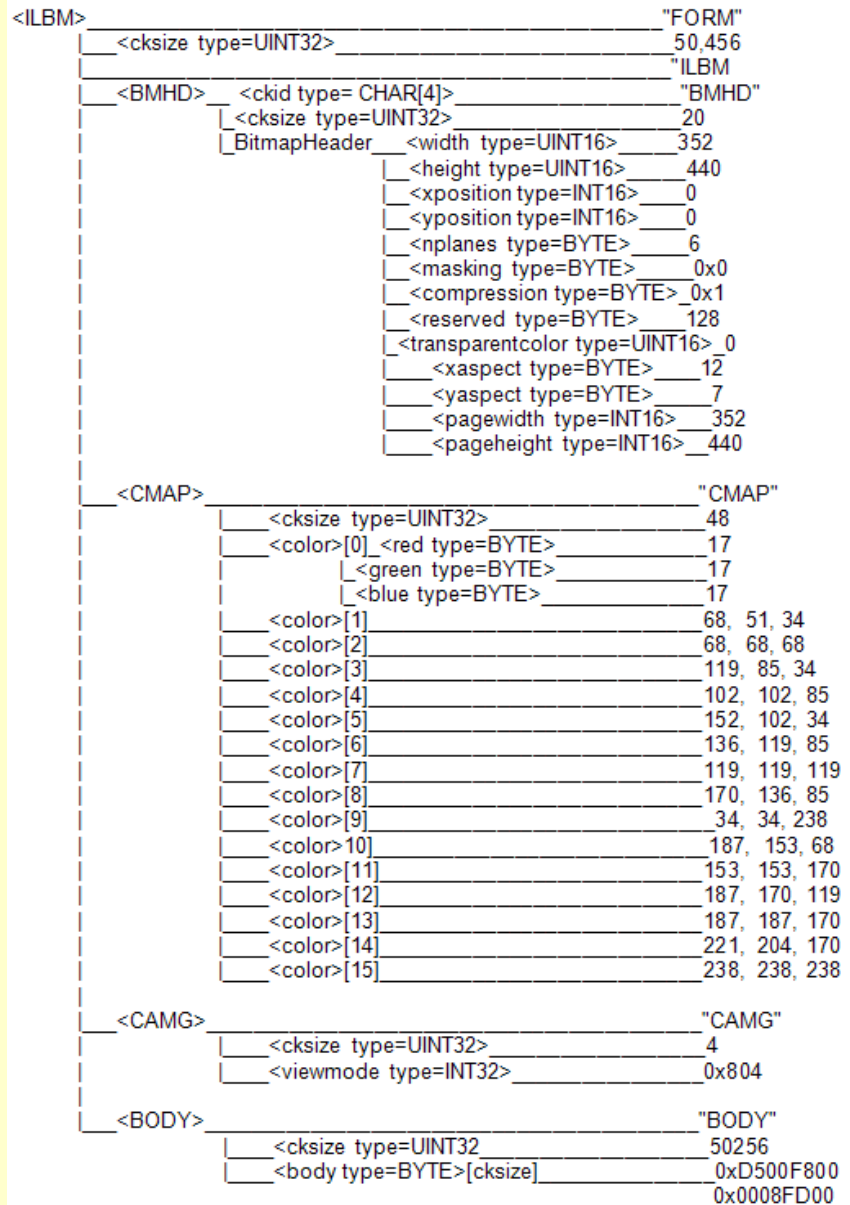 <ILBM> "FORM"
<cksize type=UINT32> 50,456
"ILBM
<BMHD> <ckid type= CHAR[4]> "BMHD"
<cksize type=UINT32> 20
BitmapHeader <width type=UINT16> 352
<height type=UINT16> 440
<xposition type=INT16> 0
<yposition type=INT16> 0
<nplanes type=BYTE> 6
<masking type=BYTE> 0x0
<compression type=BYTE> 0x1
<reserved type=BYTE> 128
<transparentcolor type=UINT16> 0
<xaspect type=BYTE> 12
<yaspect type=BYTE> 7
<pagewidth type=INT16> 352
<pageheight type=INT16> 440
<CMAP> "CMAP"
<cksize type=UINT32> 48
<color>[0] <red type=BYTE> 17
<green type=BYTE> 17
<blue type=BYTE> 17
<color>[1] 68, 51, 34
<color>[2] 68, 68, 68
<color>[3] 119, 85, 34
<color>[4] 102, 102, 85
<color>[5] 152, 102, 34
<color>[6] 136, 119, 85
<color>[7] 119, 119, 119
<color>[8] 170, 136, 85
<color>[9] 34, 34, 238
<color>10] 187, 153, 68
<color>[11] 153, 153, 170
<color>[12] 187, 170, 119
<color>[13] 187, 187, 170
<color>[14] 221, 204, 170
<color>[15] 238, 238, 238
<CAMG> "CAMG"
<cksize type=UINT32> 4
<viewmode type=INT32> 0x804
<BODY> "BODY"
<cksize type=UINT32 50256
<body type=BYTE>[cksize] 0xD500F800
0x0008FD00